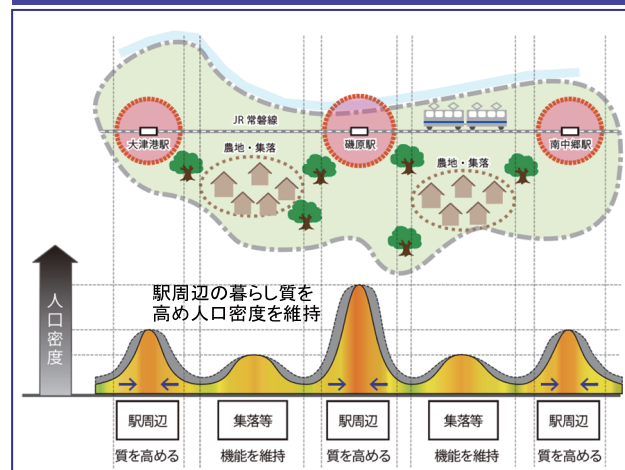 JR 常磐線
大津港駅
磯原駅
南中郷駅
農地・集落
農地・集落
人口密度
駅周辺の暮らし質を
高め人口密度を維持
駅周辺
集落等
駅周辺
集落等
駅周辺
質を高める
機能を維持
質を高める
機能を維持
質を高める